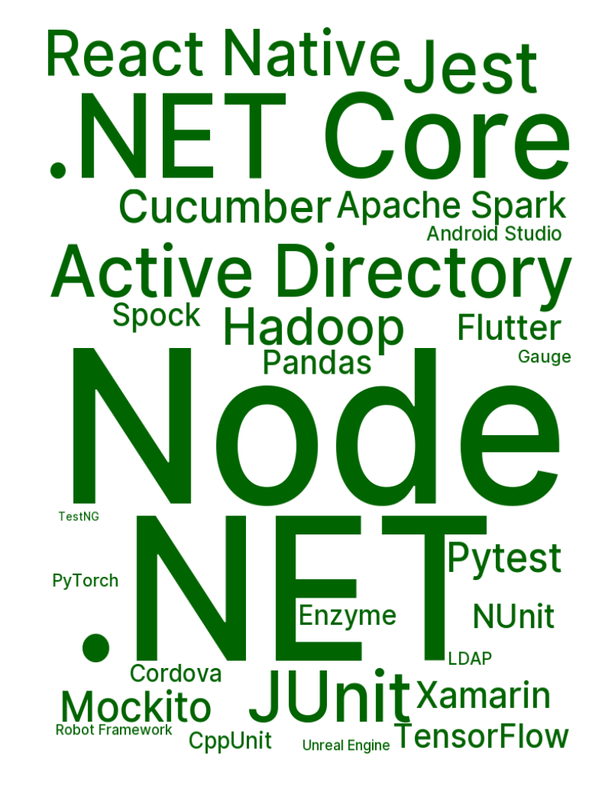 React Native
Jest
.NET Core
Cucumber
Apache Spark
Android Studio
Active Directory
Spock
Hadoop
Flutter
Pandas
Gauge
Node
TestNG
.NET
Pytest
PyTorch
Enzyme
NUnit
LDAP
Cordova
JUnit
Xamarin
Mockito
Robot Framework
CppUnit
Unreal Engine
TensorFlow